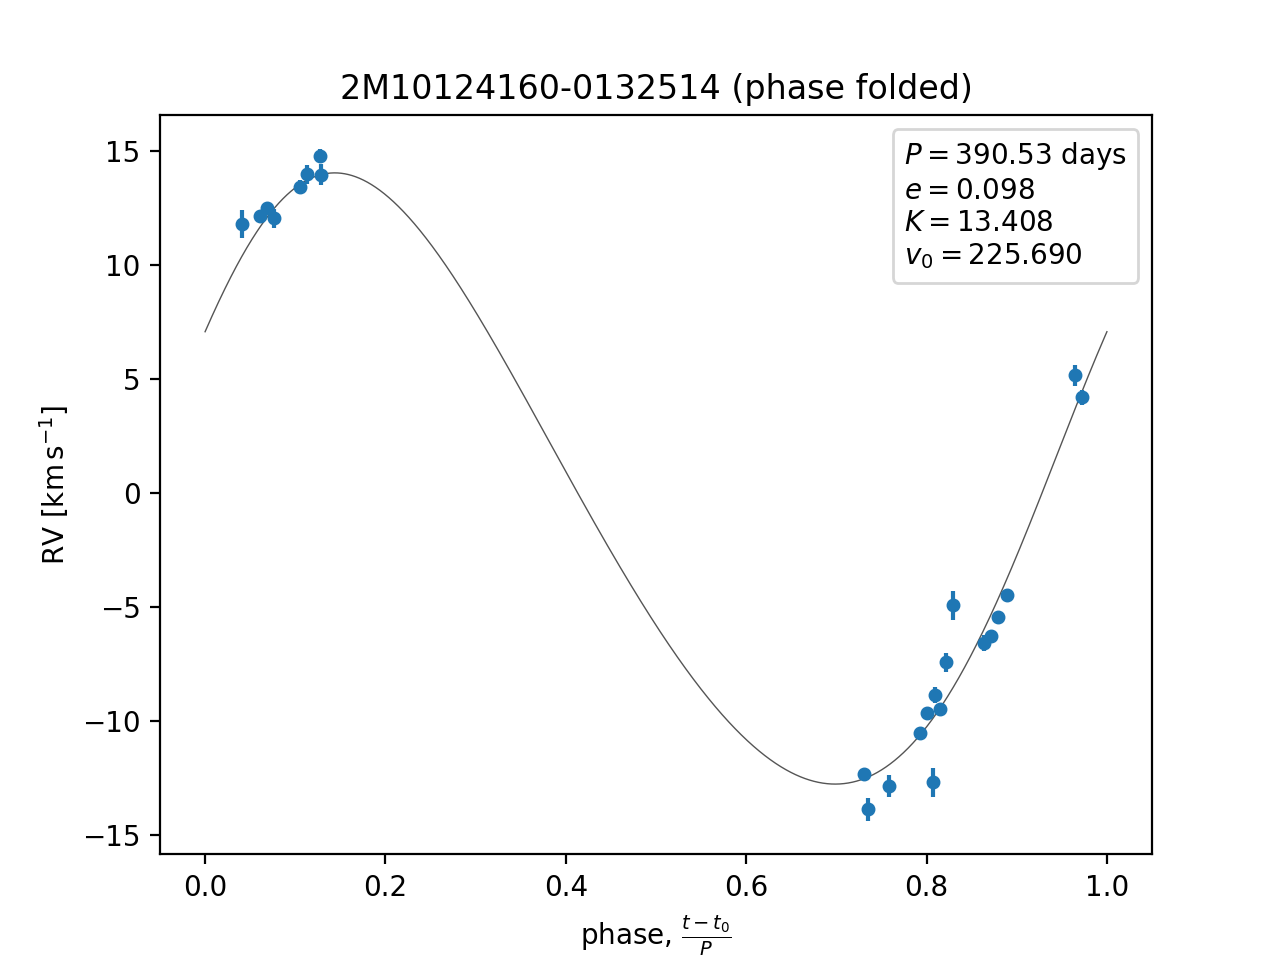 2M10124160-0132514 (phase folded)
P = 390.53 days
e = 0.098
K = 13.408
v₀ = 225.690
RV [km s⁻¹]
15
10
5
0
−5
−10
−15
0.0 0.2 0.4 0.6 0.8 1.0
phase, (t − t₀)/P